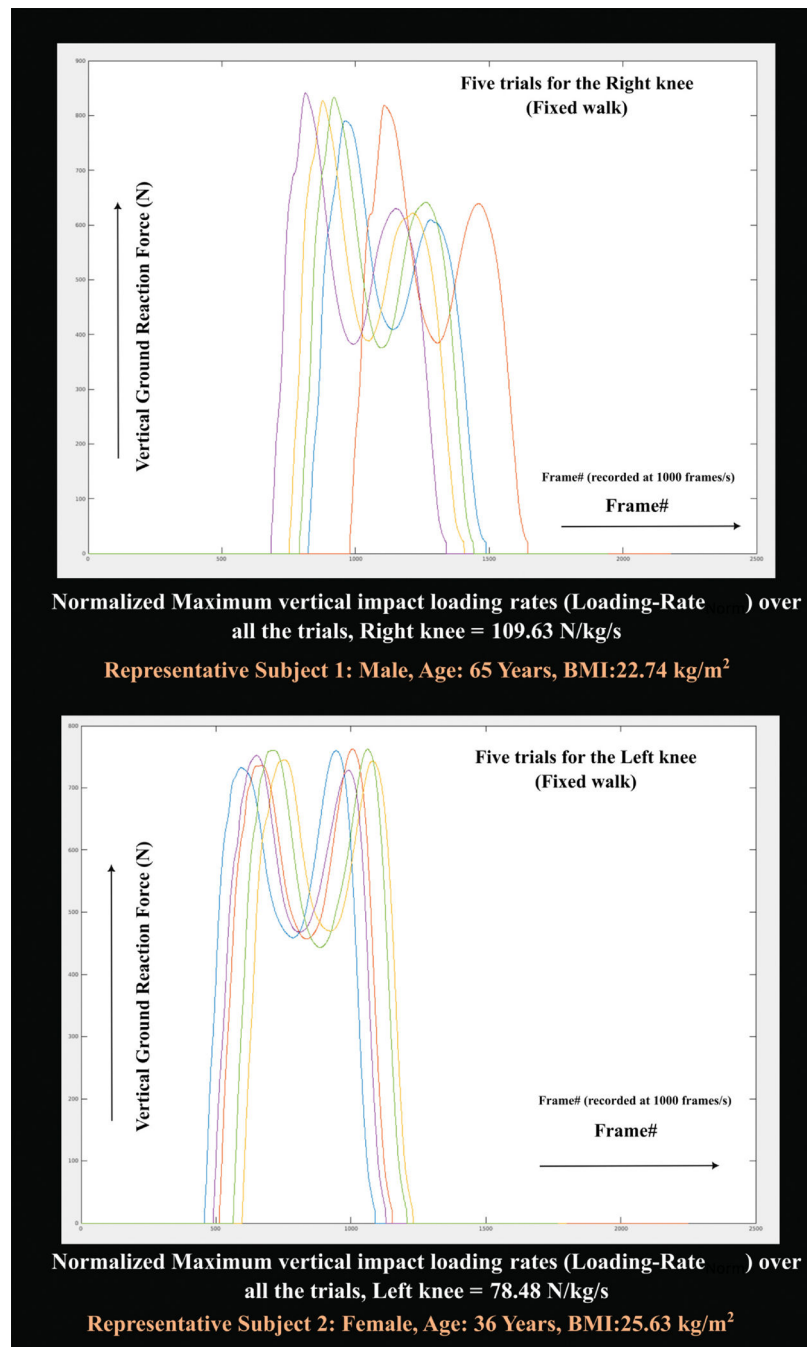 Five trials for the Right knee
(Fixed walk)
900
800
700
600
500
400
300
200
100
0
Vertical Ground Reaction Force (N)
Frame# (recorded at 1000 frames/s)
Frame#
0 500 1000 1500 2000 2500
Normalized Maximum vertical impact loading rates (Loading-Rate Norm) over
all the trials, Right knee = 109.63 N/kg/s
Representative Subject 1: Male, Age: 65 Years, BMI:22.74 kg/m²
Five trials for the Left knee
(Fixed walk)
800
700
600
500
400
300
200
100
0
Vertical Ground Reaction Force (N)
Frame# (recorded at 1000 frames/s)
Frame#
0 500 1000 1500 2000 2500
Normalized Maximum vertical impact loading rates (Loading-Rate Norm) over
all the trials, Left knee = 78.48 N/kg/s
Representative Subject 2: Female, Age: 36 Years, BMI:25.63 kg/m²